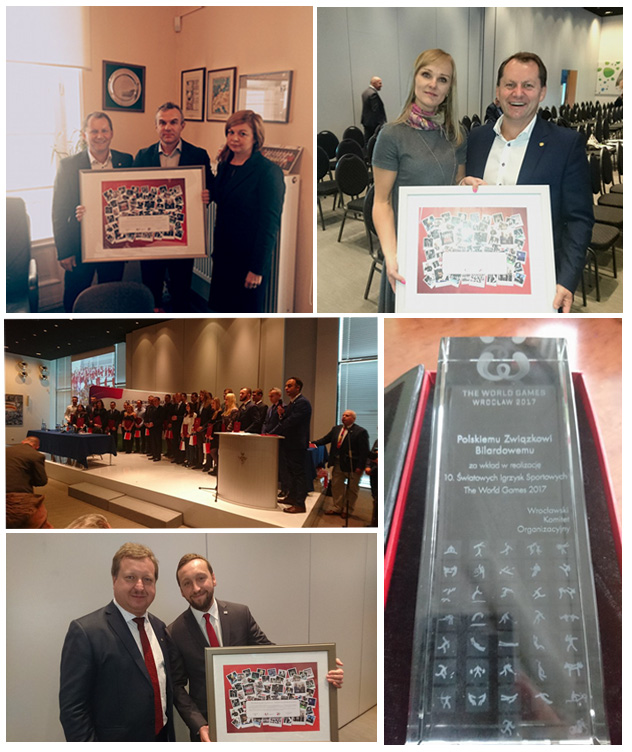 THE WORLD GAMES
WROCŁAW 2017
Polskiemu Związkowi
Bilardowemu
za wkład w realizację
10. Światowych Igrzysk Sportowych
The World Games 2017
Wrocławski
Komitet
Organizacyjny